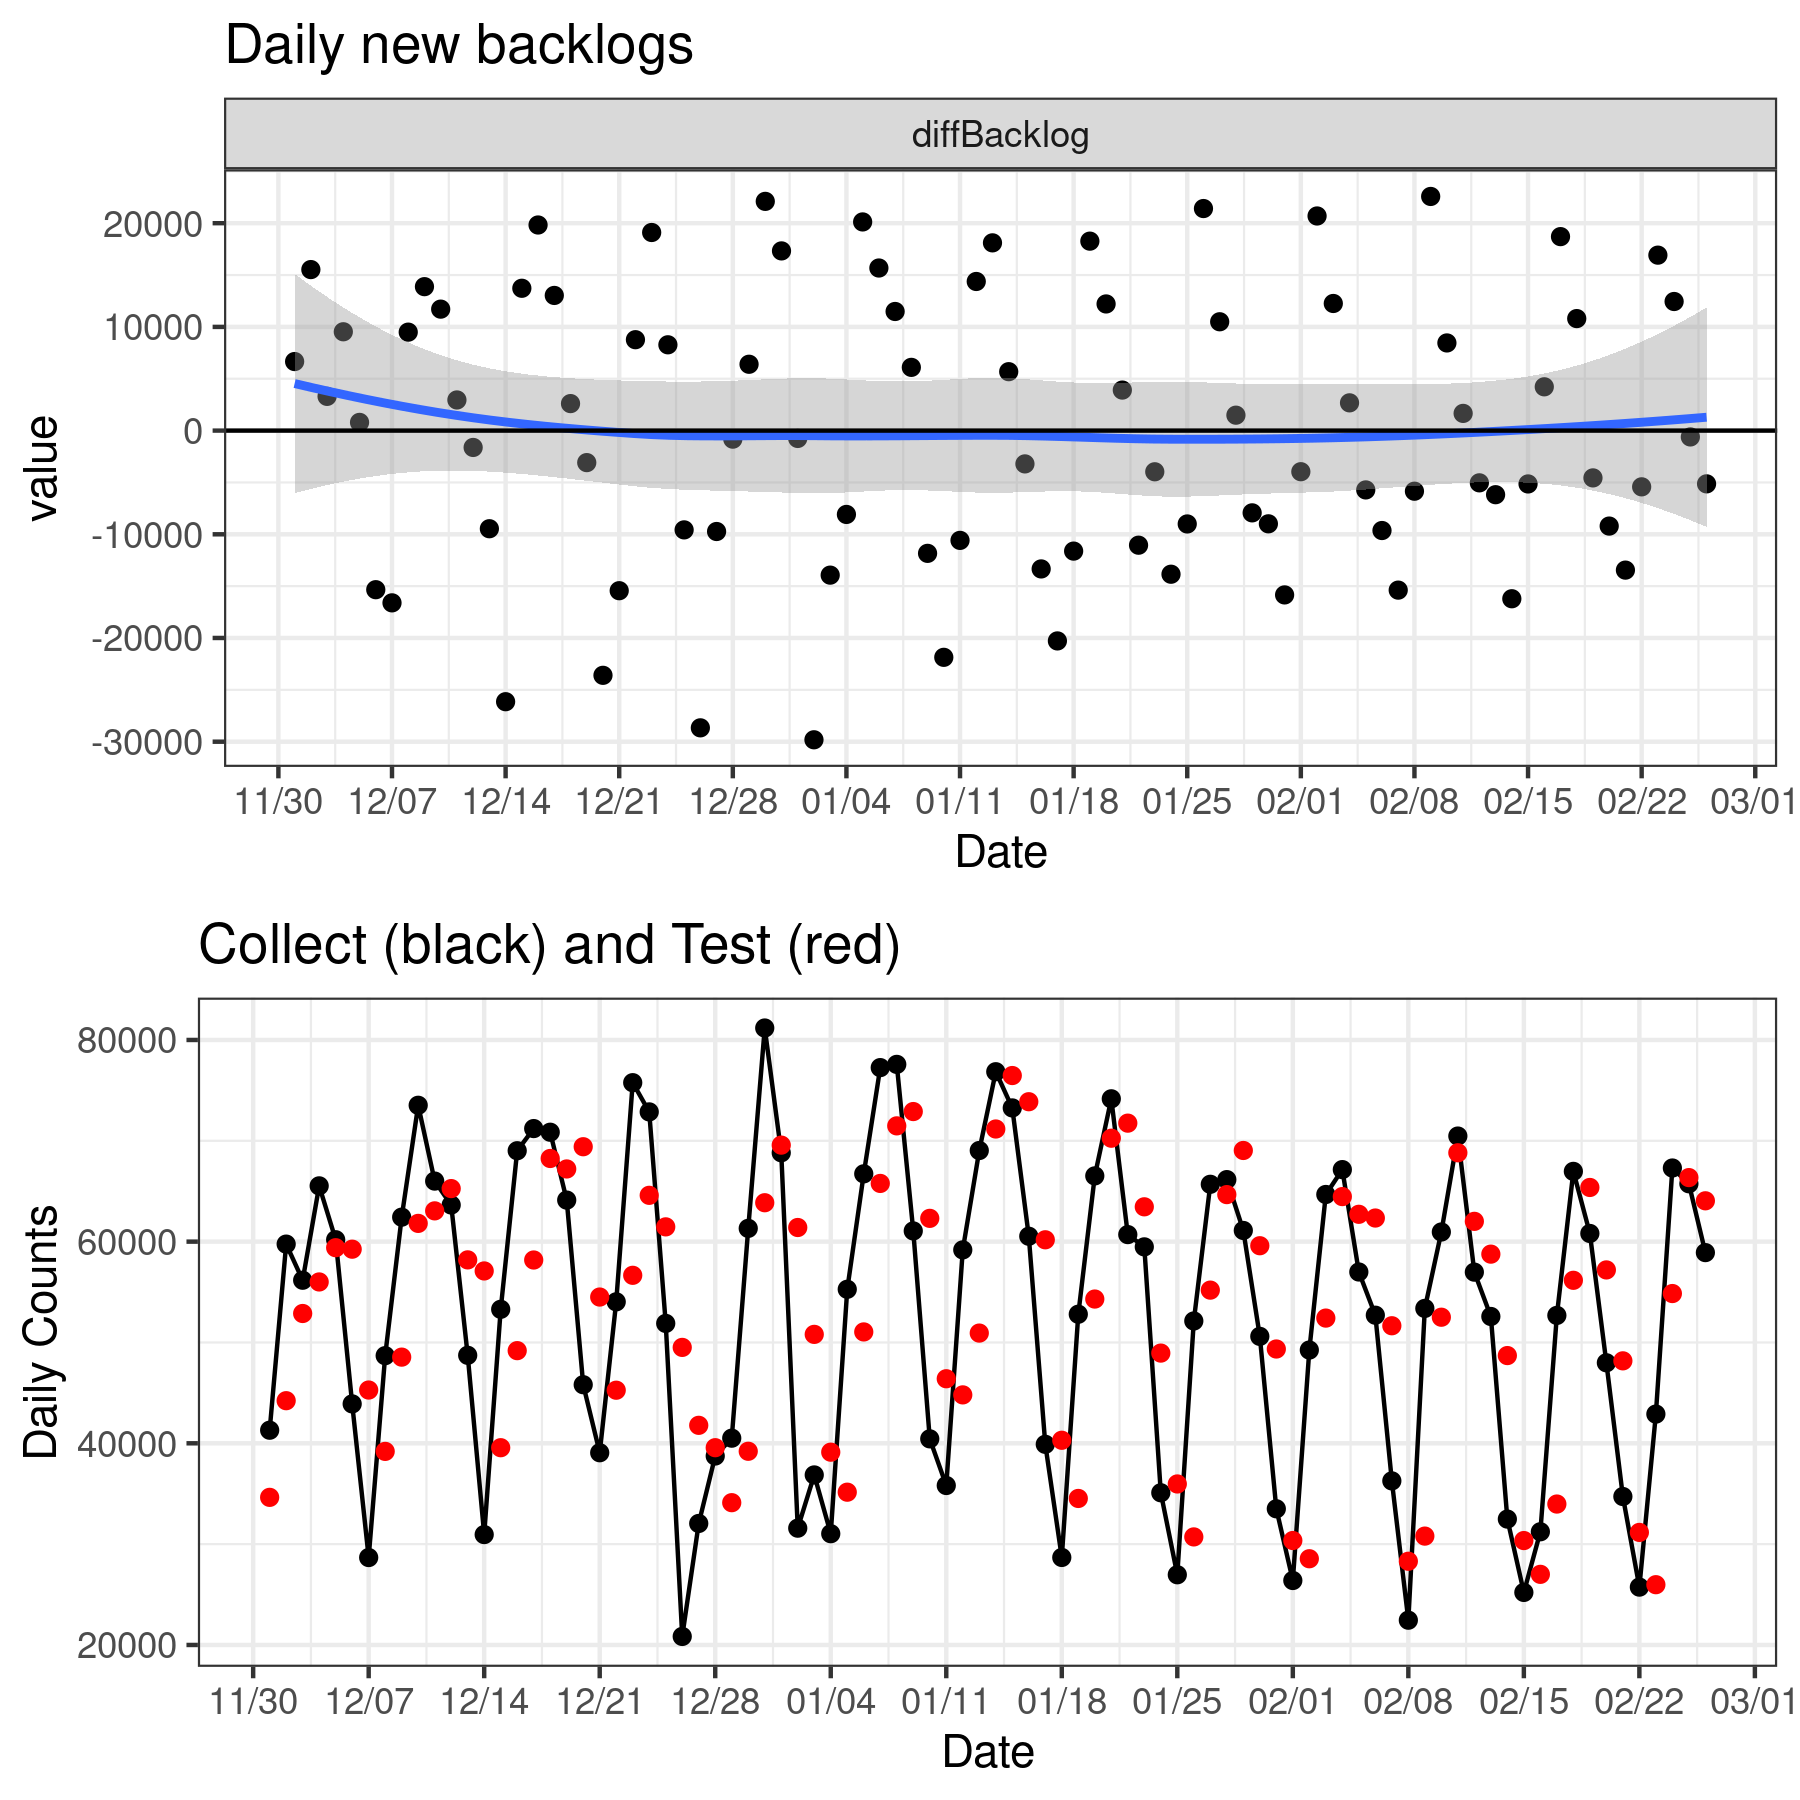 Daily new backlogs
diffBacklog
value
20000
10000
0
-10000
-20000
-30000
11/30 12/07 12/14 12/21 12/28 01/04 01/11 01/18 01/25 02/01 02/08 02/15 02/22 03/01
Date
Collect (black) and Test (red)
Daily Counts
80000
60000
40000
20000
11/30 12/07 12/14 12/21 12/28 01/04 01/11 01/18 01/25 02/01 02/08 02/15 02/22 03/01
Date